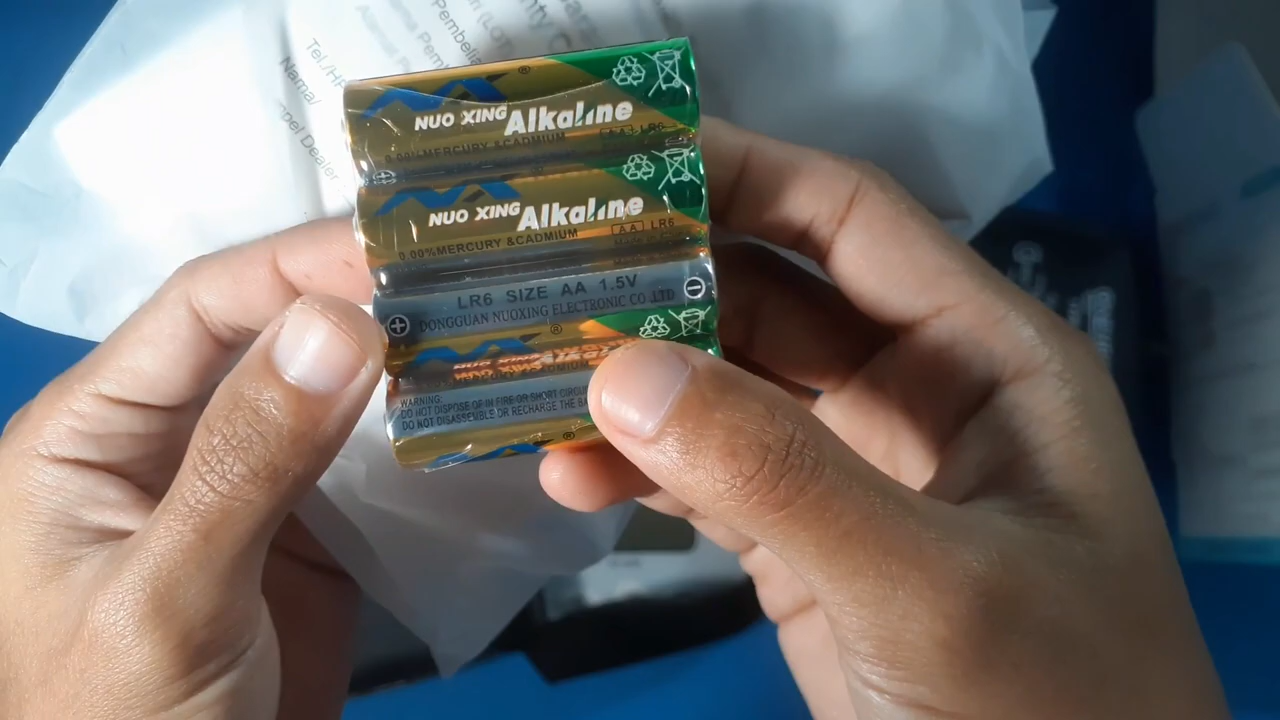 Tel./HP
Nama/
Pembeli
NUO XING Alkaline
0.00%MERCURY &CADMIUM
AA LR6
NUO XING Alkaline
0.00%MERCURY &CADMIUM
AA LR6
Made in
LR6 SIZE AA 1.5V
DONGGUAN NUOXING ELECTRONIC CO.,LTD
WARNING:
DO NOT DISPOSE OF IN FIRE OR SHORT
DO NOT DISASSEMBLE OR RECHARGE THE